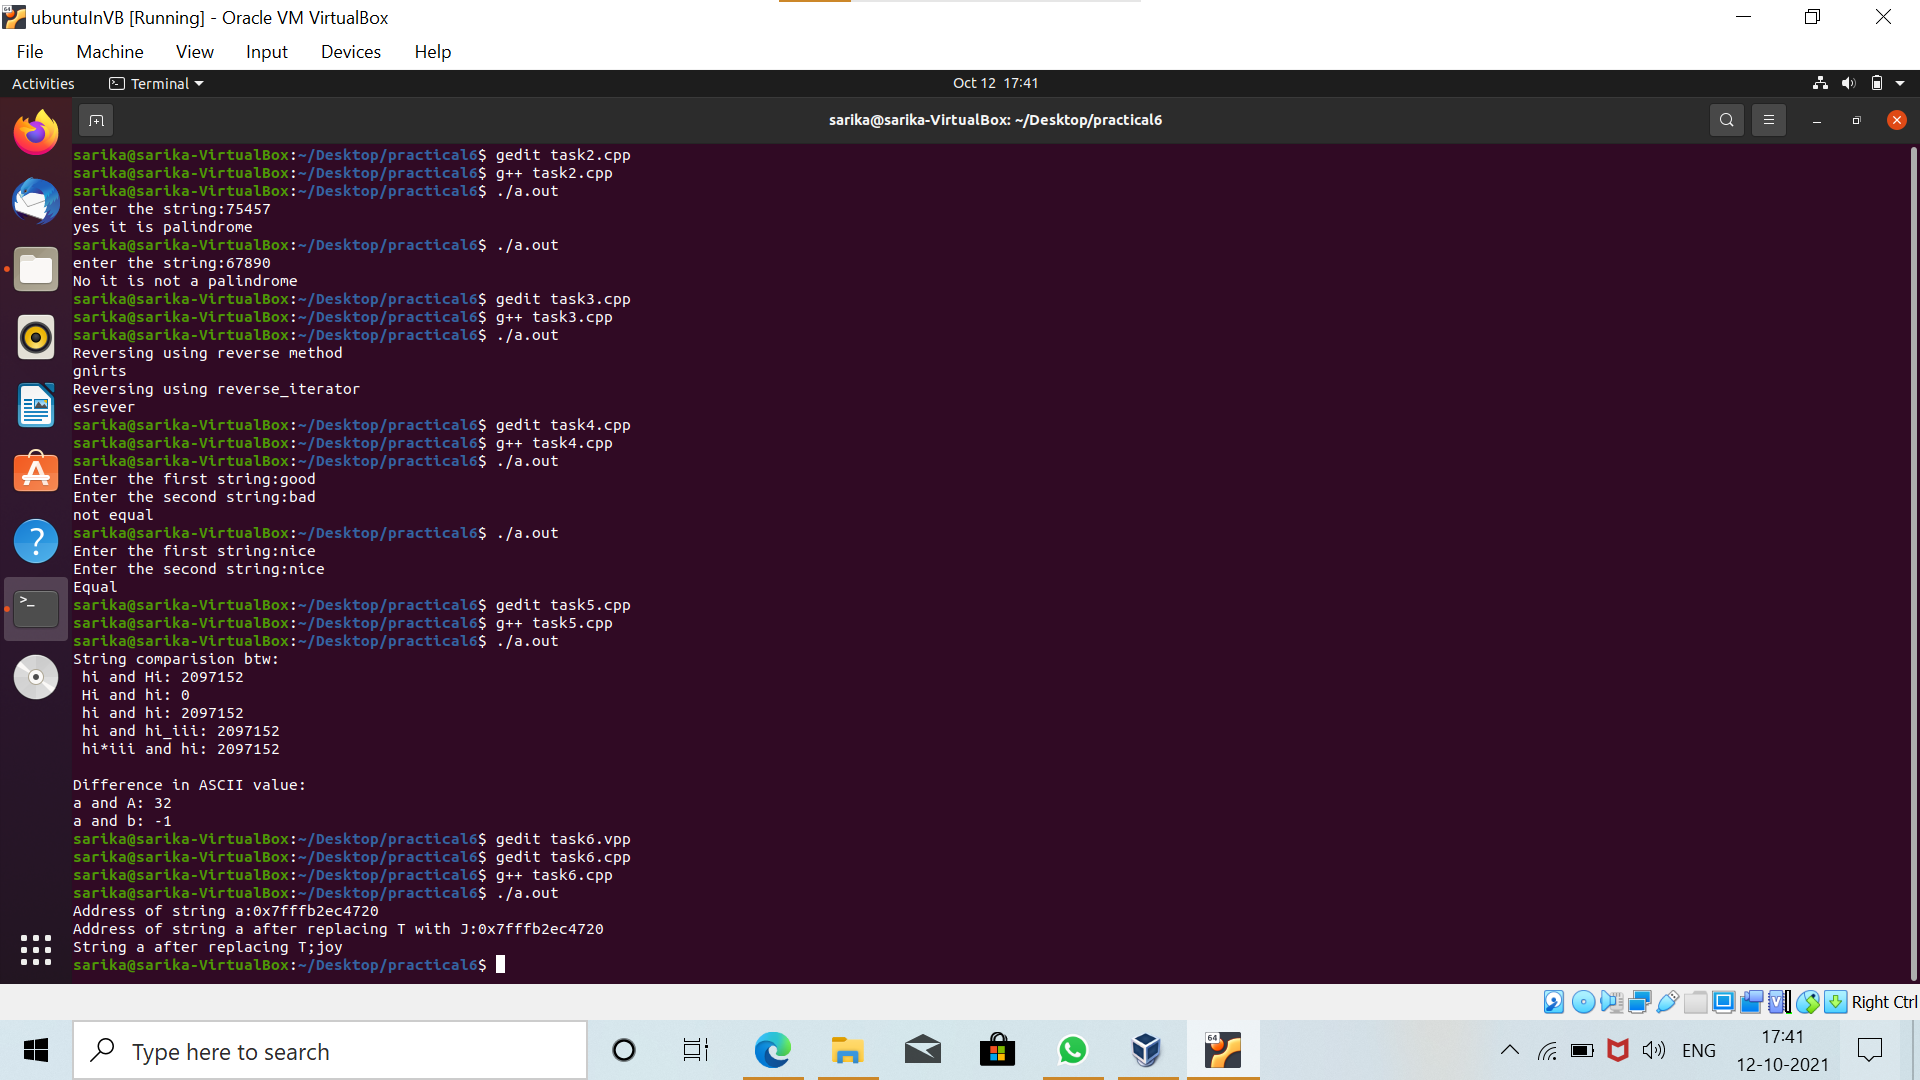 ubuntuInVB [Running] - Oracle VM VirtualBox
File Machine View Input Devices Help
Activities Terminal Oct 12 17:41
sarika@sarika-VirtualBox: ~/Desktop/practical6
sarika@sarika-VirtualBox:~/Desktop/practical6$ gedit task2.cpp
sarika@sarika-VirtualBox:~/Desktop/practical6$ g++ task2.cpp
sarika@sarika-VirtualBox:~/Desktop/practical6$ ./a.out
enter the string:75457
yes it is palindrome
sarika@sarika-VirtualBox:~/Desktop/practical6$ ./a.out
enter the string:67890
No it is not a palindrome
sarika@sarika-VirtualBox:~/Desktop/practical6$ gedit task3.cpp
sarika@sarika-VirtualBox:~/Desktop/practical6$ g++ task3.cpp
sarika@sarika-VirtualBox:~/Desktop/practical6$ ./a.out
Reversing using reverse method
gnirts
Reversing using reverse_iterator
esrever
sarika@sarika-VirtualBox:~/Desktop/practical6$ gedit task4.cpp
sarika@sarika-VirtualBox:~/Desktop/practical6$ g++ task4.cpp
sarika@sarika-VirtualBox:~/Desktop/practical6$ ./a.out
Enter the first string:good
Enter the second string:bad
not equal
sarika@sarika-VirtualBox:~/Desktop/practical6$ ./a.out
Enter the first string:nice
Enter the second string:nice
Equal
sarika@sarika-VirtualBox:~/Desktop/practical6$ gedit task5.cpp
sarika@sarika-VirtualBox:~/Desktop/practical6$ g++ task5.cpp
sarika@sarika-VirtualBox:~/Desktop/practical6$ ./a.out
String comparision btw:
hi and Hi: 2097152
Hi and hi: 0
hi and hi: 2097152
hi and hi_iii: 2097152
hi*iii and hi: 2097152
Difference in ASCII value:
a and A: 32
a and b: -1
sarika@sarika-VirtualBox:~/Desktop/practical6$ gedit task6.vpp
sarika@sarika-VirtualBox:~/Desktop/practical6$ gedit task6.cpp
sarika@sarika-VirtualBox:~/Desktop/practical6$ g++ task6.cpp
sarika@sarika-VirtualBox:~/Desktop/practical6$ ./a.out
Address of string a:0x7fffb2ec4720
Address of string a after replacing T with J:0x7fffb2ec4720
String a after replacing T;joy
sarika@sarika-VirtualBox:~/Desktop/practical6$
Right Ctrl
Type here to search
64
ENG
17:41
12-10-2021